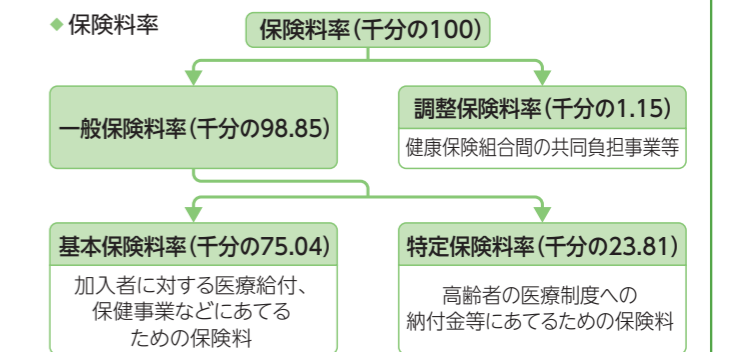 ◆保険料率
保険料率(千分の100)
一般保険料率(千分の98.85)
調整保険料率(千分の1.15)
健康保険組合間の共同負担事業等
基本保険料率(千分の75.04)
加入者に対する医療給付、
保健事業などにあてる
ための保険料
特定保険料率(千分の23.81)
高齢者の医療制度への
納付金等にあてるための保険料